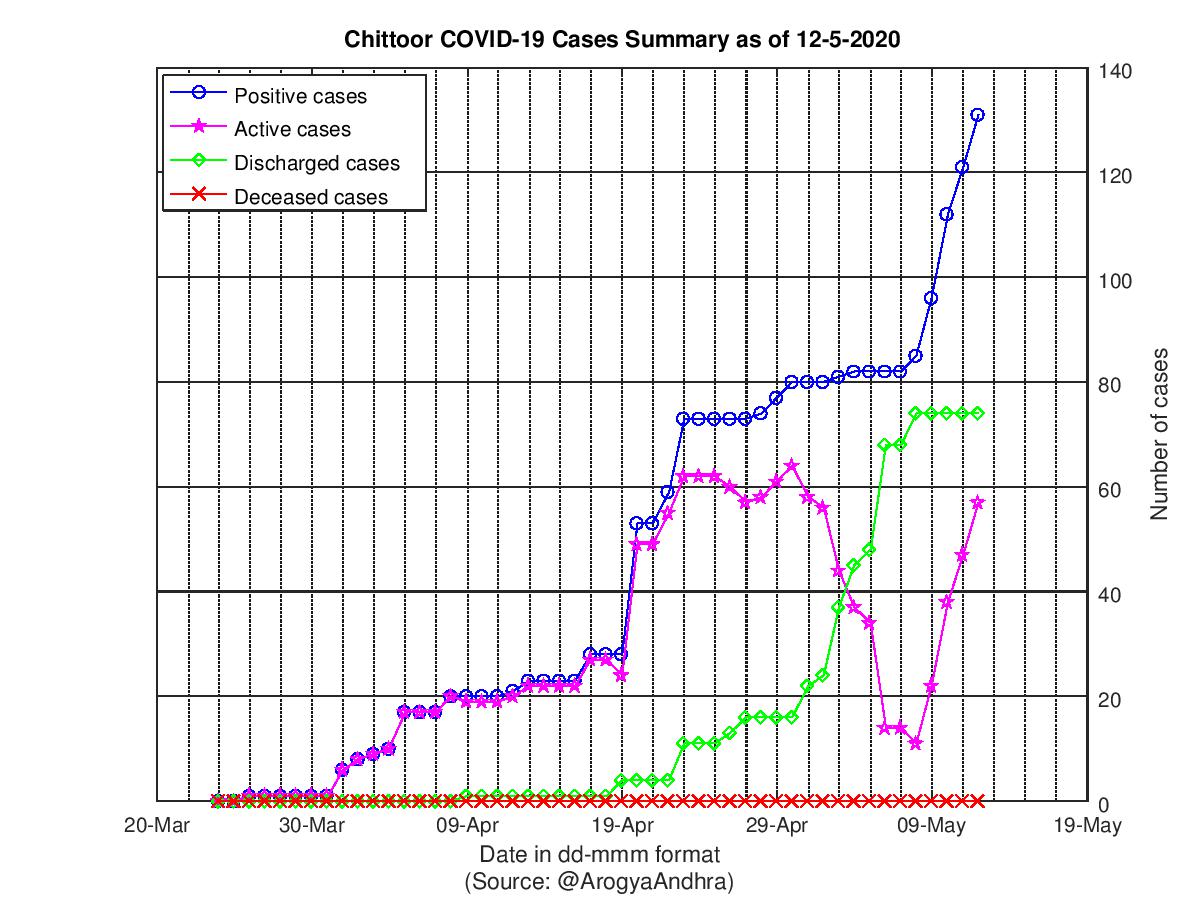 Chittoor COVID-19 Cases Summary as of 12-5-2020
Positive cases
Active cases
Discharged cases
Deceased cases
140
120
100
80
60
40
20
0
Number of cases
20-Mar
30-Mar
09-Apr
19-Apr
29-Apr
09-May
19-May
Date in dd-mmm format
(Source: @ArogyaAndhra)